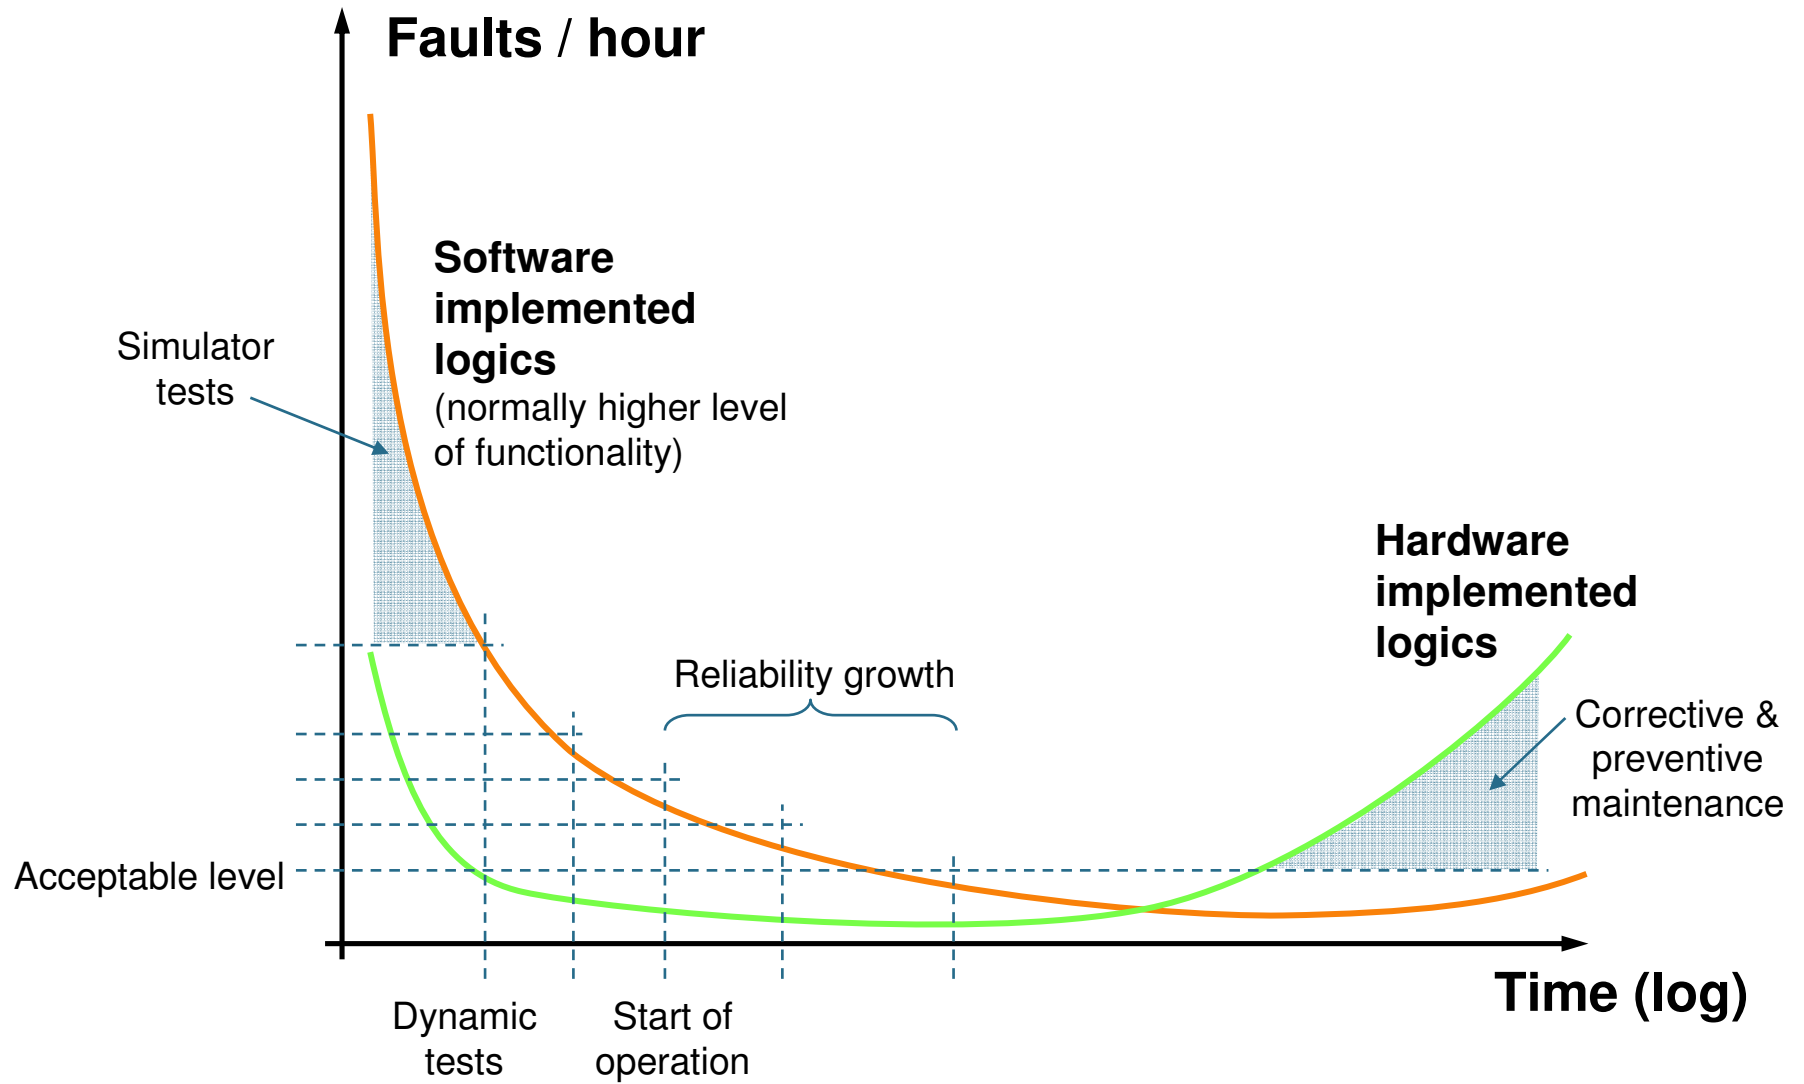 Faults / hour
Software
implemented
logics
(normally higher level
of functionality)
Simulator
tests
Hardware
implemented
logics
Reliability growth
Corrective &
preventive
maintenance
Acceptable level
Time (log)
Dynamic
tests
Start of
operation